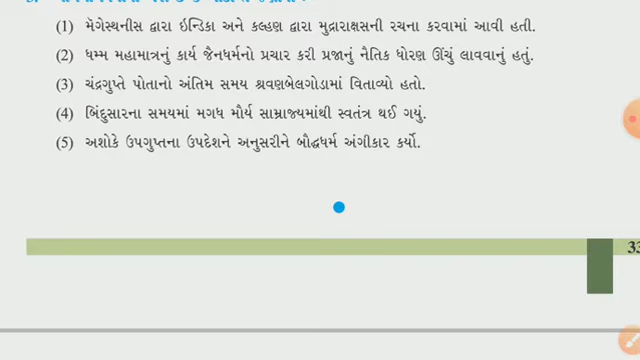 (1) મૅગેસ્થનીસ દ્વારા ઇન્ડિકા અને કલ્હણ દ્વારા મુદ્રારાક્ષસની રચના કરવામાં આવી હતી.
(2) ધમ્મ મહામાત્રનું કાર્ય જૈનધર્મનો પ્રચાર કરી પ્રજાનું નૈતિક ધોરણ ઊંચું લાવવાનું હતું.
(3) ચંદ્રગુપ્તે પોતાનો અંતિમ સમય શ્રવણબેલગોડામાં વિતાવ્યો હતો.
(4) બિંદુસારના સમયમાં મગધ મૌર્ય સામ્રાજ્યમાંથી સ્વતંત્ર થઈ ગયું.
(5) અશોકે ઉપગુપ્તના ઉપદેશને અનુસરીને બૌદ્ધધર્મ અંગીકાર કર્યો.
33